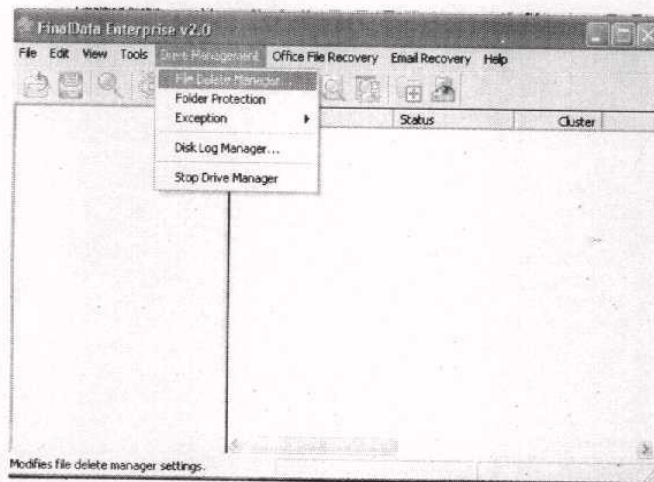 FinalData Enterprise v2.0
File Edit View Tools Drive Management Office File Recovery Email Recovery Help
File Delete Manager...
Folder Protection
Exception
Status Cluster
Disk Log Manager...
Stop Drive Manager
Modifies file delete manager settings.